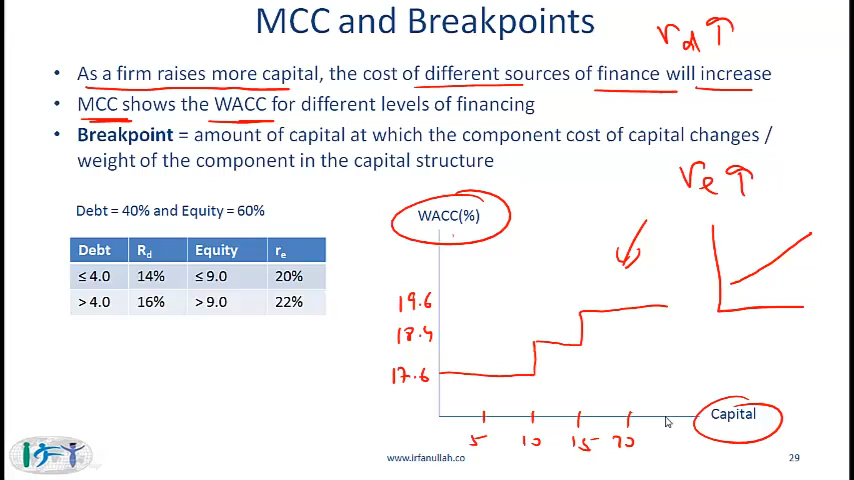 MCC and Breakpoints
rd ↑
• As a firm raises more capital, the cost of different sources of finance will increase
• MCC shows the WACC for different levels of financing
• Breakpoint = amount of capital at which the component cost of capital changes /
weight of the component in the capital structure
re ↑
Debt = 40% and Equity = 60%
WACC(%)
Debt Rd Equity re
≤ 4.0 14% ≤ 9.0 20%
> 4.0 16% > 9.0 22%
19.6
18.4
17.6
Capital
5 10 15 20
www.irfanullah.co
29